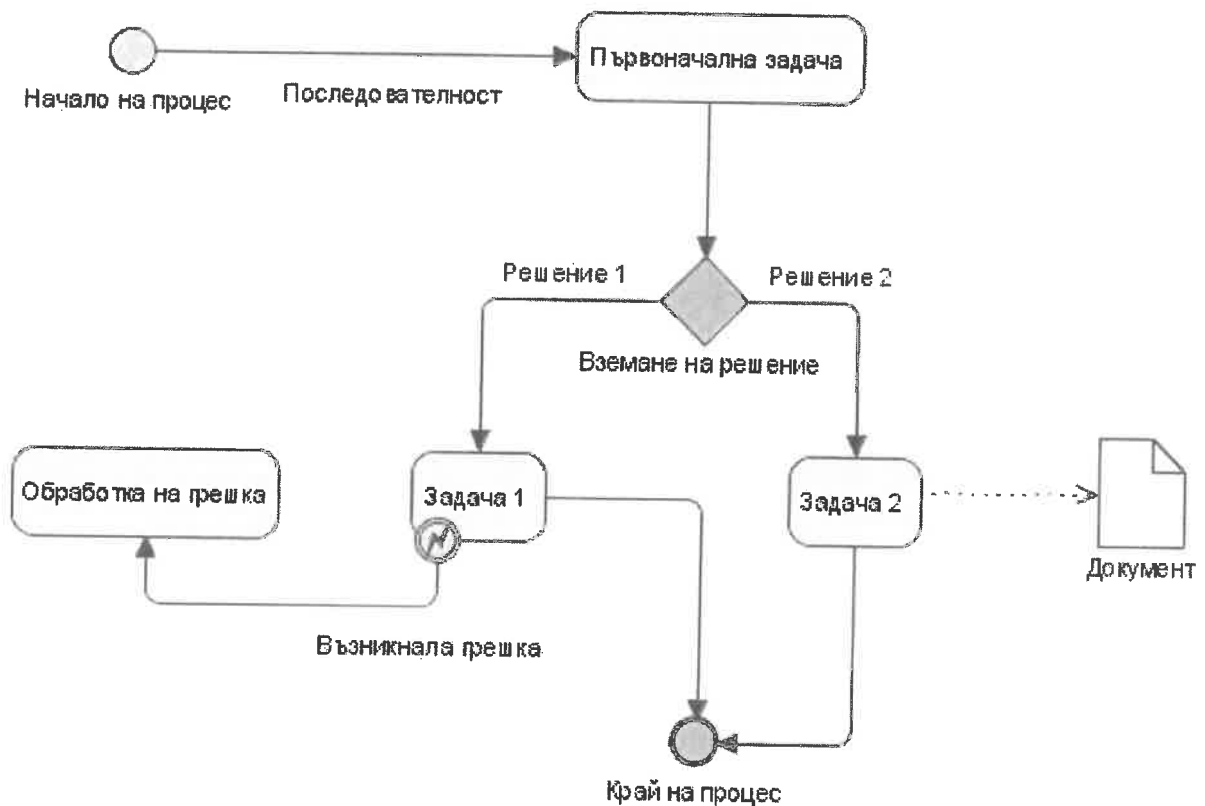 Първоначална задача
Начало на процес
Последователност
Решение 1
Решение 2
Вземане на решение
Обработка на грешка
Задача 1
Задача 2
Документ
Възникнала грешка
Край на процес